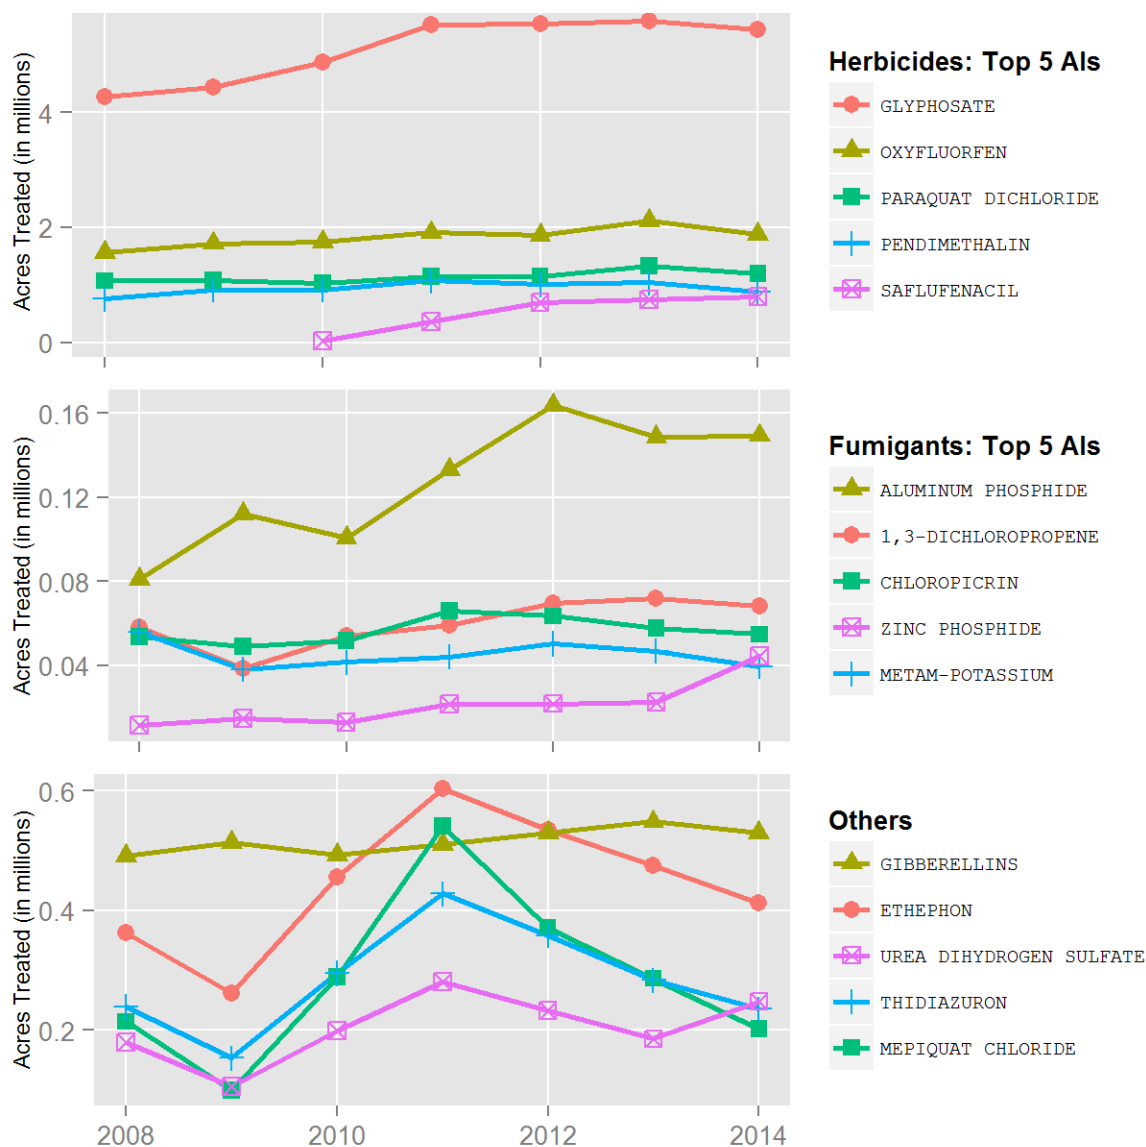 Acres Treated (in millions)
4
2
0
Herbicides: Top 5 AIs
GLYPHOSATE
OXYFLUORFEN
PARAQUAT DICHLORIDE
PENDIMETHALIN
SAFLUFENACIL
Acres Treated (in millions)
0.16
0.12
0.08
0.04
Fumigants: Top 5 AIs
ALUMINUM PHOSPHIDE
1,3-DICHLOROPROPENE
CHLOROPICRIN
ZINC PHOSPHIDE
METAM-POTASSIUM
Acres Treated (in millions)
0.6
0.4
0.2
2008 2010 2012 2014
Others
GIBBERELLINS
ETHEPHON
UREA DIHYDROGEN SULFATE
THIDIAZURON
MEPIQUAT CHLORIDE